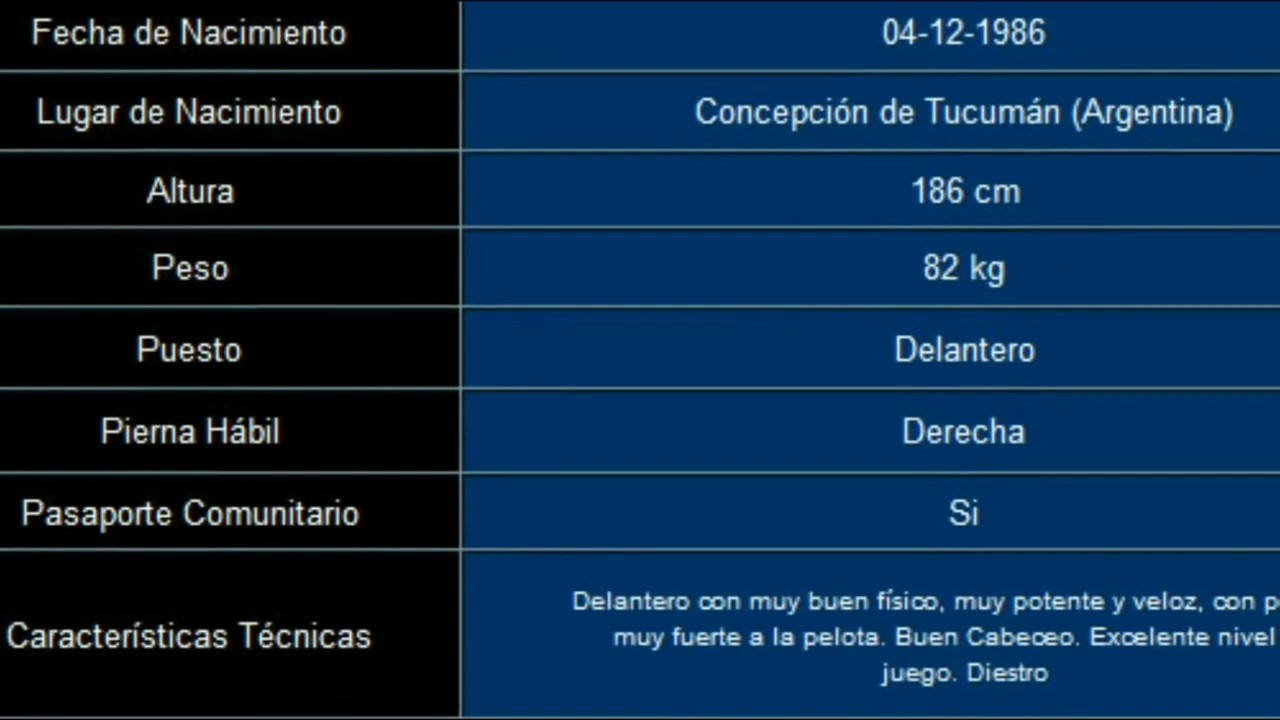 Fecha de Nacimiento 04-12-1986
Lugar de Nacimiento Concepción de Tucumán (Argentina)
Altura 186 cm
Peso 82 kg
Puesto Delantero
Pierna Hábil Derecha
Pasaporte Comunitario Si
Características Técnicas
Delantero con muy buen físico, muy potente y veloz, con
muy fuerte a la pelota. Buen Cabeceo. Excelente nivel
juego. Diestro